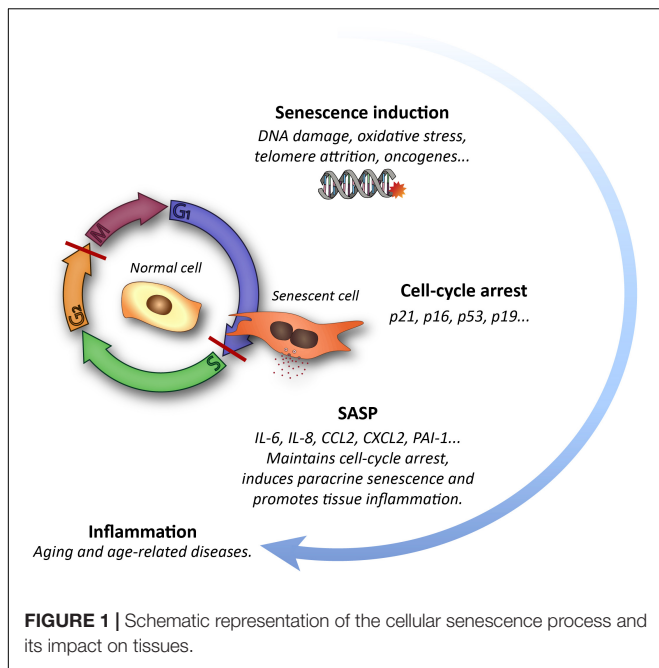 Senescence induction
DNA damage, oxidative stress,
telomere attrition, oncogenes...
G1
M
Normal cell
Senescent cell
Cell-cycle arrest
p21, p16, p53, p19...
G2
S
SASP
IL-6, IL-8, CCL2, CXCL2, PAI-1...
Maintains cell-cycle arrest,
induces paracrine senescence and
promotes tissue inflammation.
Inflammation
Aging and age-related diseases.
FIGURE 1 | Schematic representation of the cellular senescence process and
its impact on tissues.